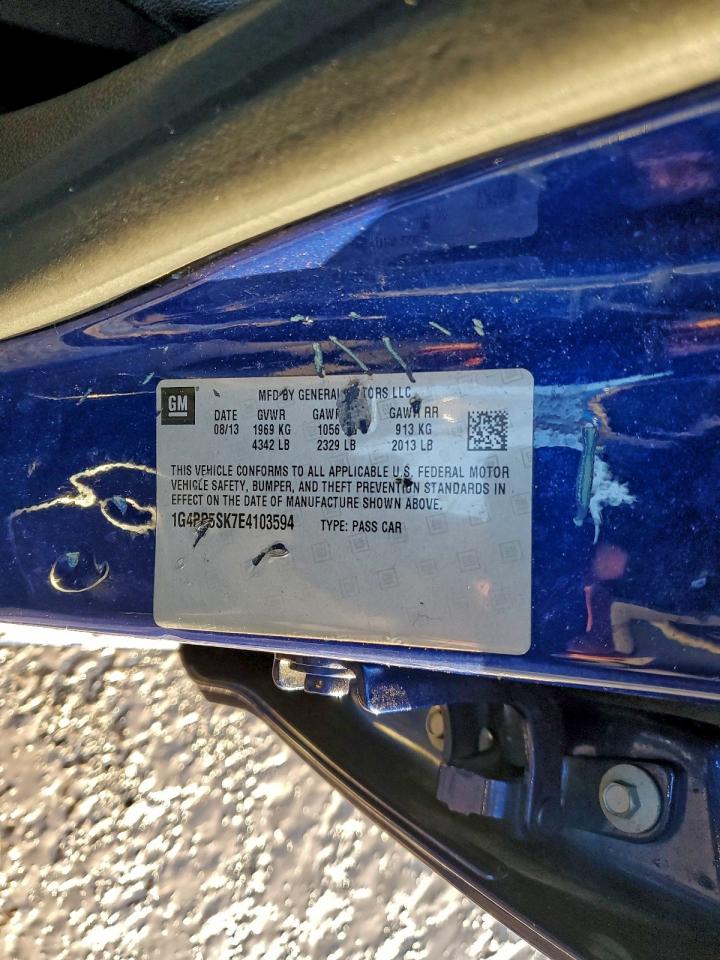 GM
MFD BY GENERAL MOTORS LLC
DATE GVWR GAWR GAWR RR
08/13 1969 KG 1056 913 KG
4342 LB 2329 LB 2013 LB
THIS VEHICLE CONFORMS TO ALL APPLICABLE U.S. FEDERAL MOTOR
VEHICLE SAFETY, BUMPER, AND THEFT PREVENTION STANDARDS IN
EFFECT ON THE DATE OF MANUFACTURE SHOWN ABOVE.
1G4PP5SK7E4103594 TYPE: PASS CAR